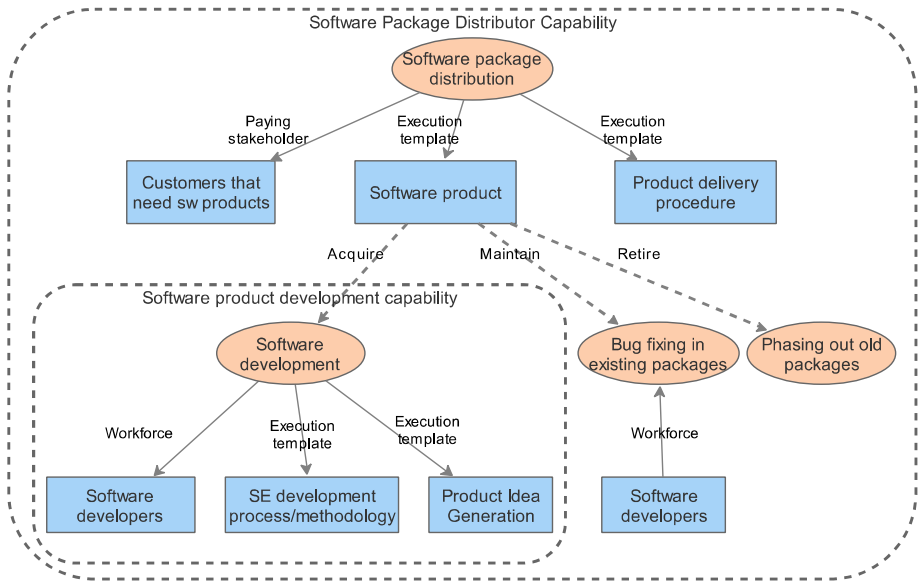 Software Package Distributor Capability
Software package
distribution
Paying
stakeholder
Execution
template
Execution
template
Customers that
need sw products
Software product
Product delivery
procedure
Acquire
Maintain
Retire
Software product development capability
Software
development
Bug fixing in
existing packages
Phasing out old
packages
Workforce
Execution
template
Execution
template
Workforce
Software
developers
SE development
process/methodology
Product Idea
Generation
Software
developers